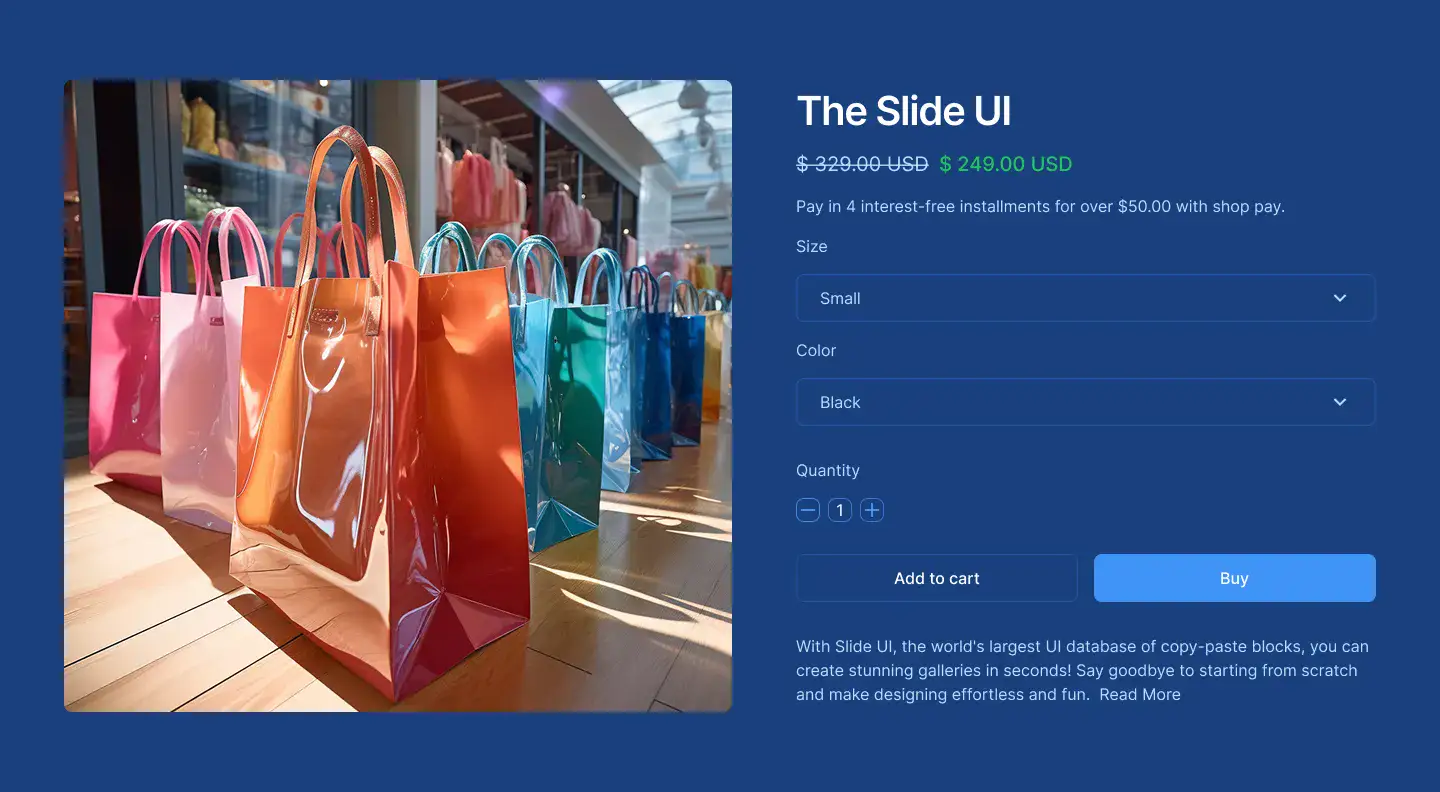 The Slide UI
$ 329.00 USD $ 249.00 USD
Pay in 4 interest-free installments for over $50.00 with shop pay.
Size
Small
Color
Black
Quantity
1
Add to cart
Buy
With Slide UI, the world's largest UI database of copy-paste blocks, you can
create stunning galleries in seconds! Say goodbye to starting from scratch
and make designing effortless and fun. Read More